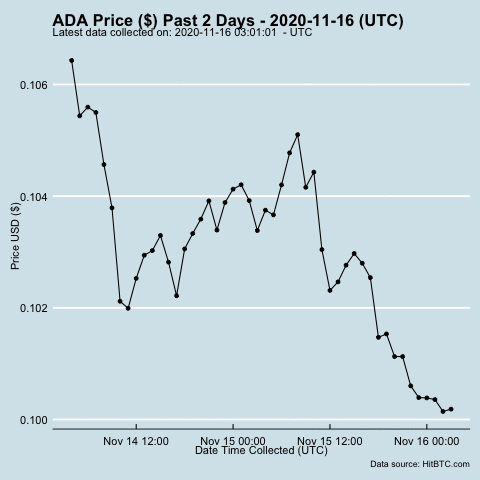 ADA Price ($) Past 2 Days - 2020-11-16 (UTC)
Latest data collected on: 2020-11-16 03:01:01  - UTC
Price USD ($)
0.106
0.104
0.102
0.100
Nov 14 12:00 Nov 15 00:00 Nov 15 12:00 Nov 16 00:00
Date Time Collected (UTC)
Data source: HitBTC.com